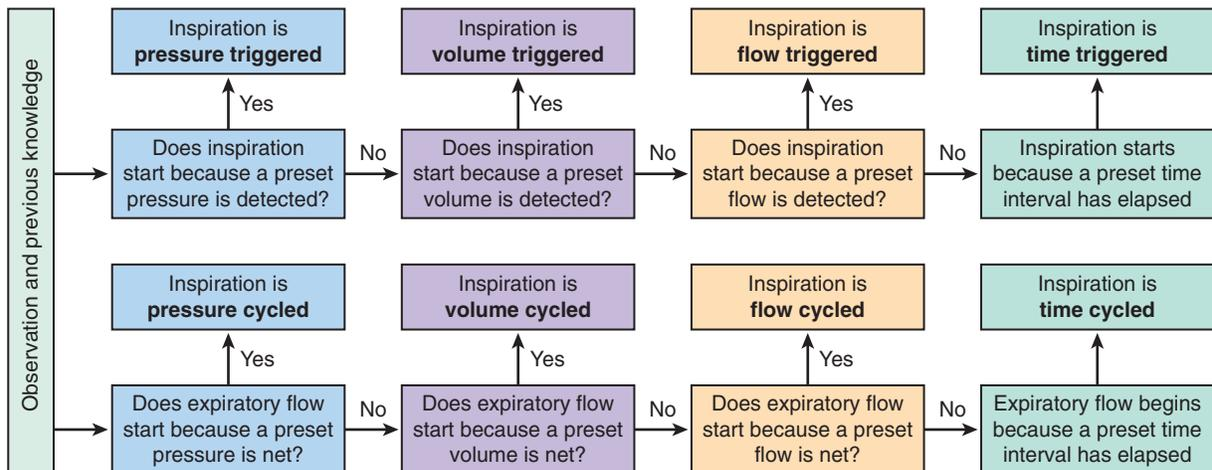 Observation and previous knowledge
Inspiration is
pressure triggered
Inspiration is
volume triggered
Inspiration is
flow triggered
Inspiration is
time triggered
Yes
Yes
Yes
Does inspiration
start because a preset
pressure is detected?
No
Does inspiration
start because a preset
volume is detected?
No
Does inspiration
start because a preset
flow is detected?
No
Inspiration starts
because a preset time
interval has elapsed
Inspiration is
pressure cycled
Inspiration is
volume cycled
Inspiration is
flow cycled
Inspiration is
time cycled
Yes
Yes
Yes
Does expiratory flow
start because a preset
pressure is net?
No
Does expiratory flow
start because a preset
volume is net?
No
Does expiratory flow
start because a preset
flow is net?
No
Expiratory flow begins
because a preset time
interval has elapsed